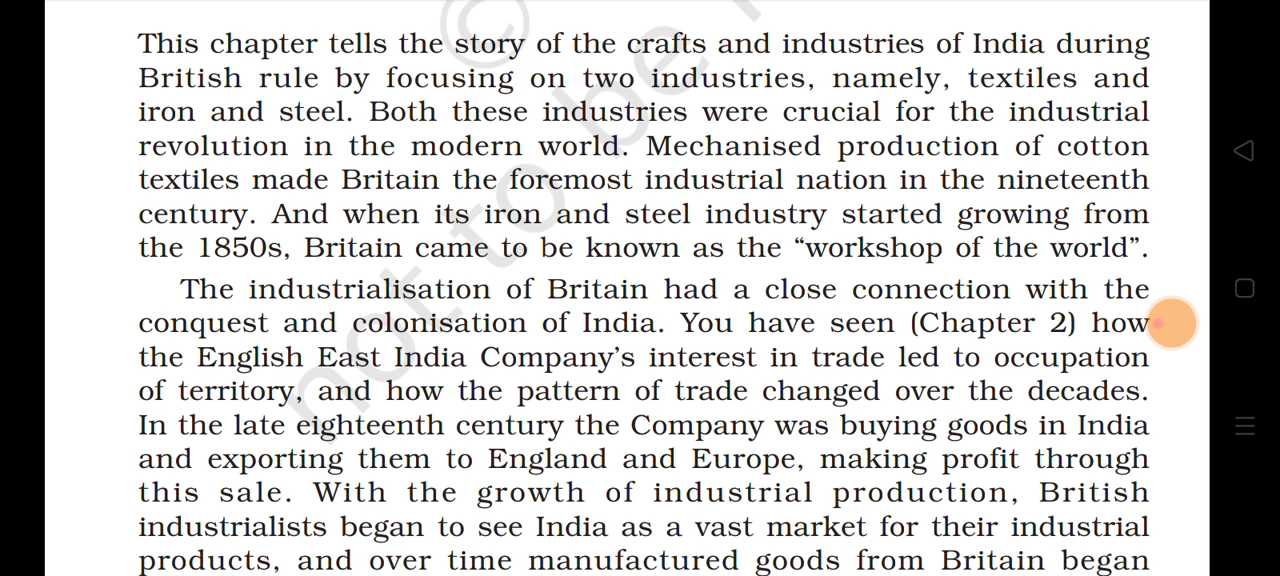 This chapter tells the story of the crafts and industries of India during
British rule by focusing on two industries, namely, textiles and
iron and steel. Both these industries were crucial for the industrial
revolution in the modern world. Mechanised production of cotton
textiles made Britain the foremost industrial nation in the nineteenth
century. And when its iron and steel industry started growing from
the 1850s, Britain came to be known as the “workshop of the world”.
The industrialisation of Britain had a close connection with the
conquest and colonisation of India. You have seen (Chapter 2) how
the English East India Company’s interest in trade led to occupation
of territory, and how the pattern of trade changed over the decades.
In the late eighteenth century the Company was buying goods in India
and exporting them to England and Europe, making profit through
this sale. With the growth of industrial production, British
industrialists began to see India as a vast market for their industrial
products, and over time manufactured goods from Britain began
©
not to be